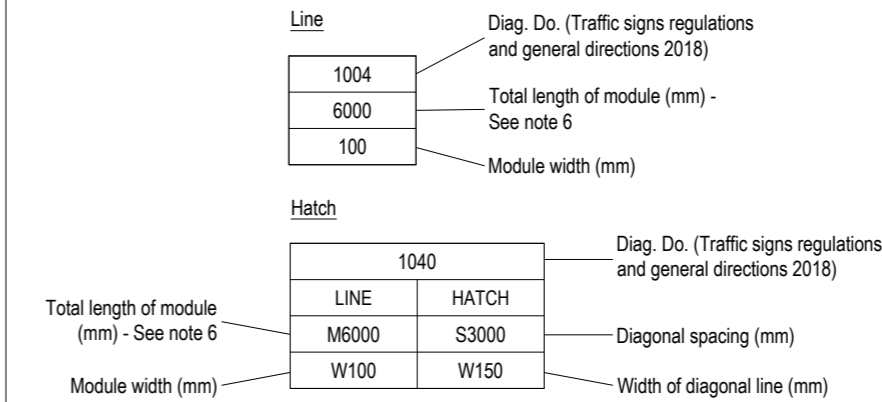 Line
Diag. Do. (Traffic signs regulations
and general directions 2018)
1004
6000
100
Total length of module (mm) -
See note 6
Module width (mm)
Hatch
1040
Diag. Do. (Traffic signs regulations
and general directions 2018)
LINE HATCH
Total length of module
(mm) - See note 6
M6000 S3000
Diagonal spacing (mm)
Module width (mm)
W100 W150
Width of diagonal line (mm)